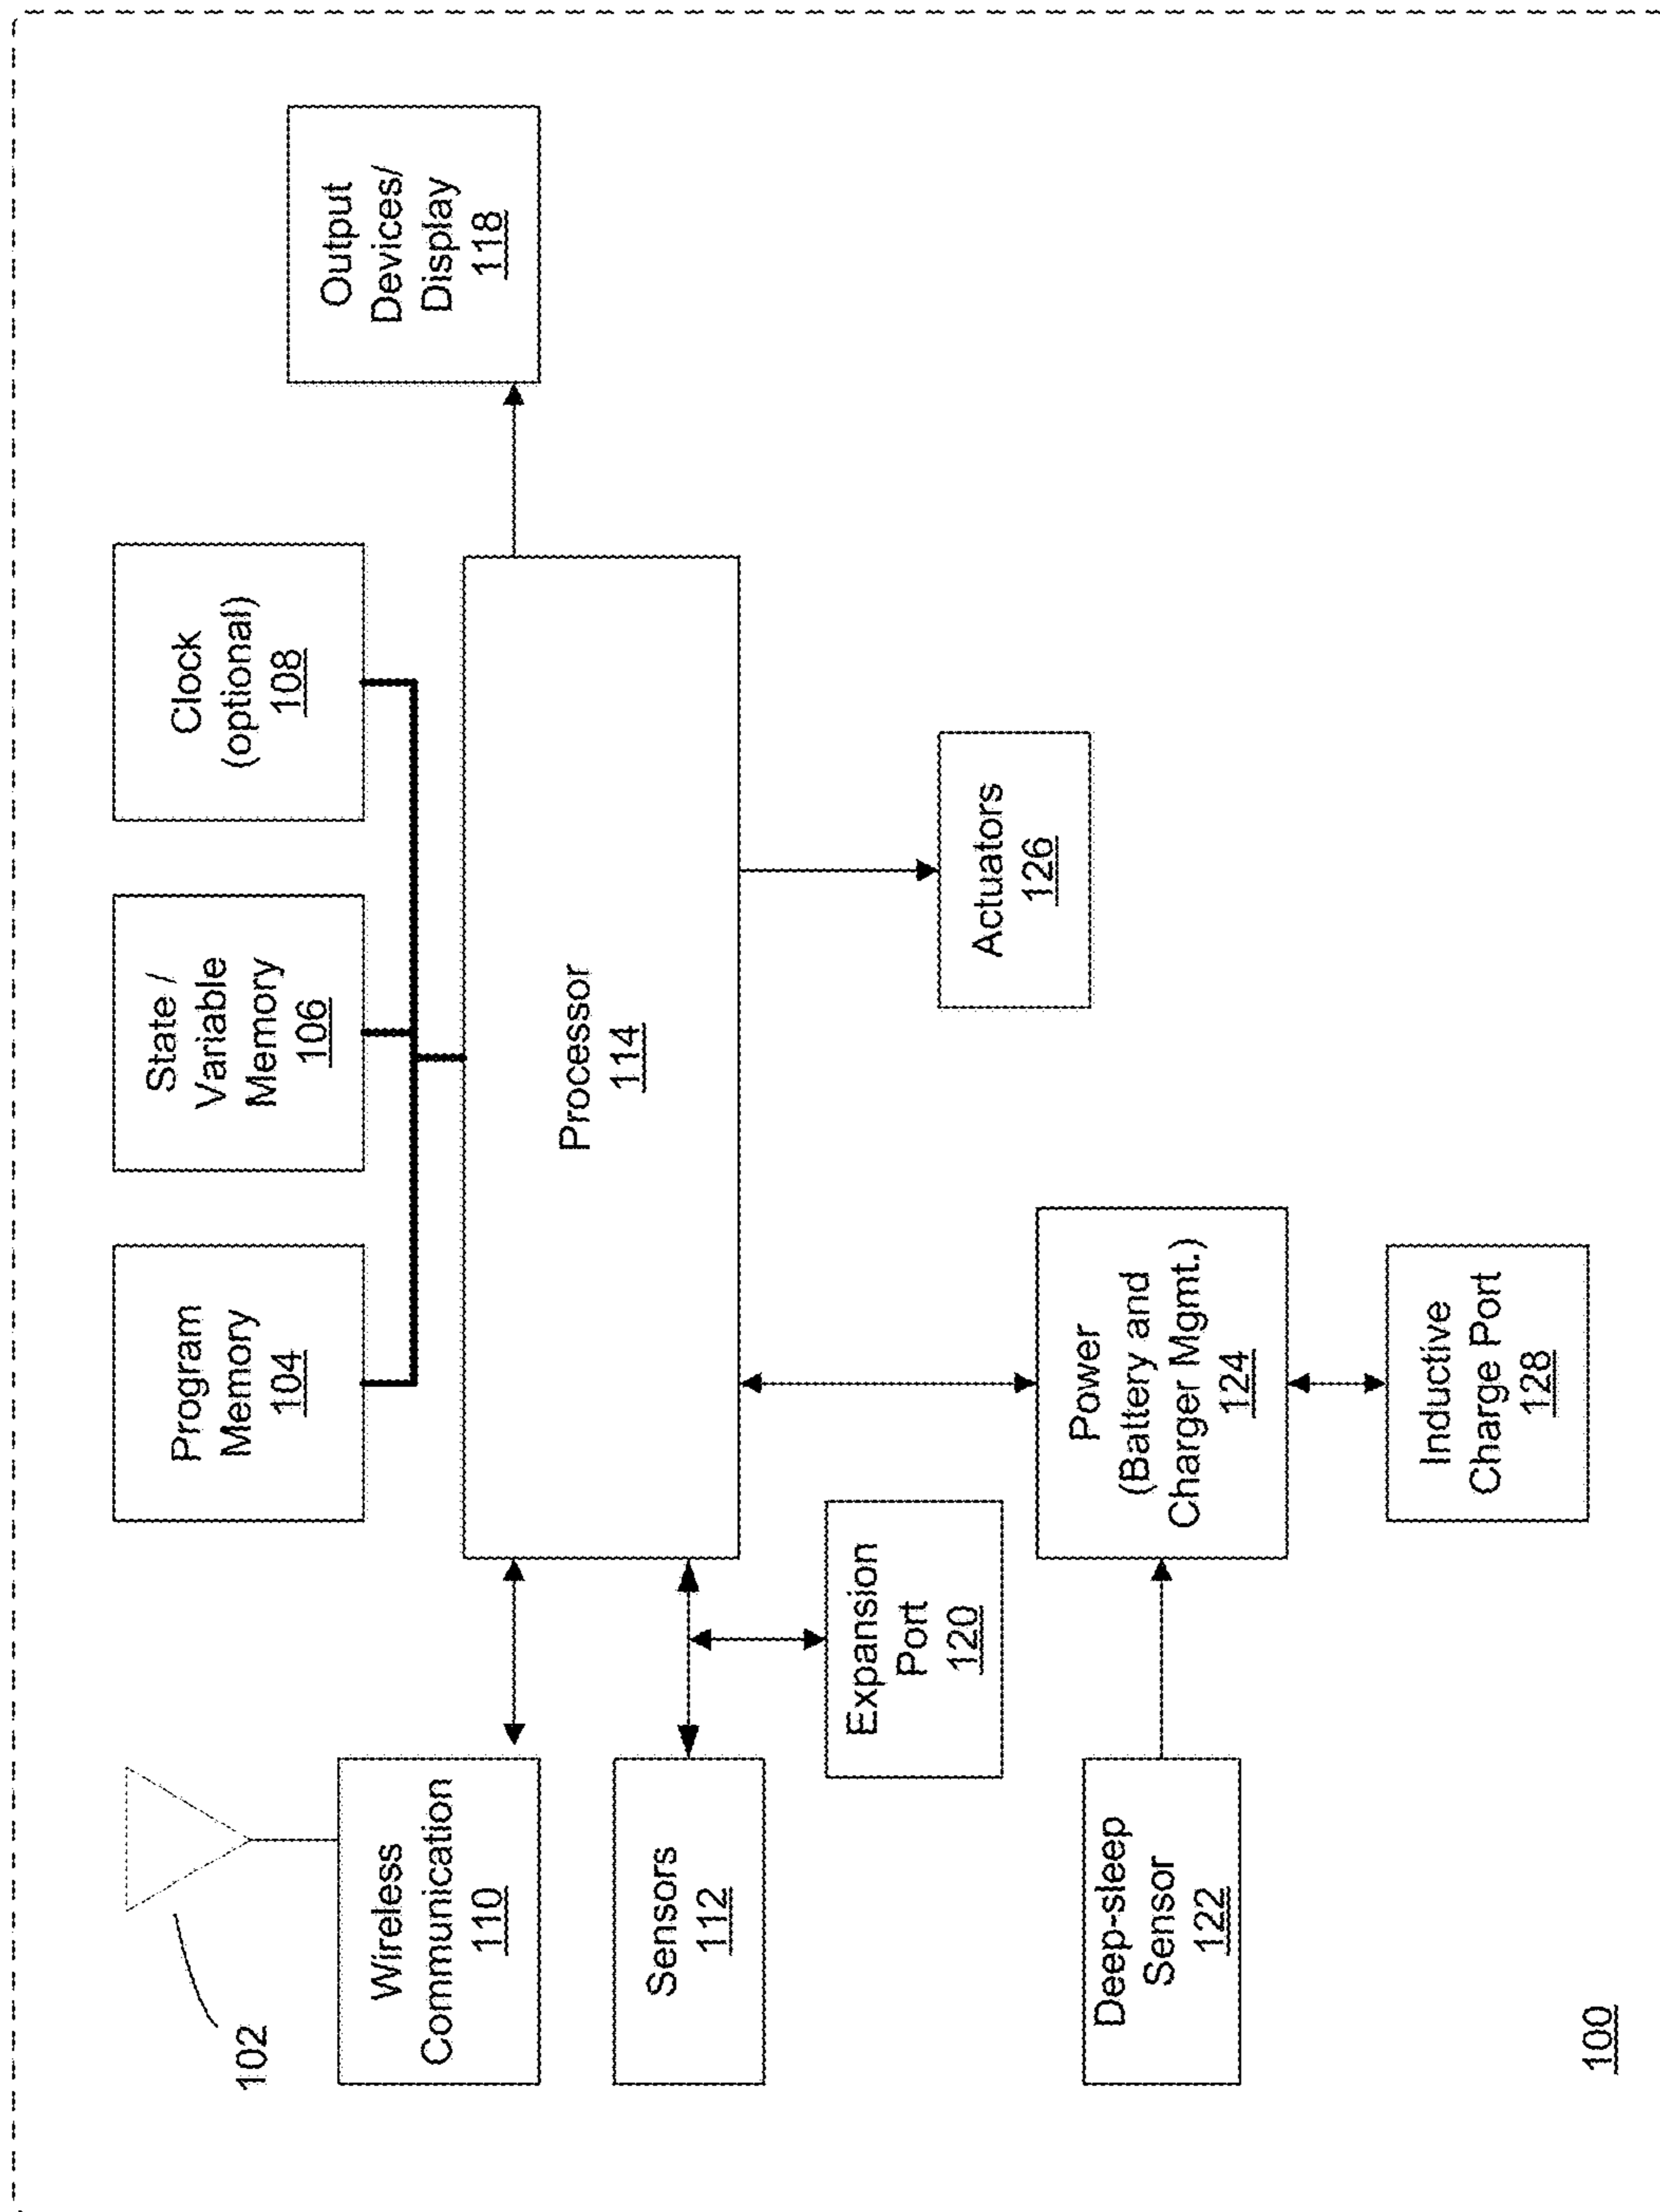 102
Program
Memory
104
State /
Variable
Memory
106
Clock
(optional)
108
Wireless
Communication
110
Output
Devices/
Display
118
Sensors
112
Processor
114
Expansion
Port
120
Actuators
126
Deep-sleep
Sensor
122
Power
(Battery and
Charger Mgmt.)
124
Inductive
Charge Port
128
100